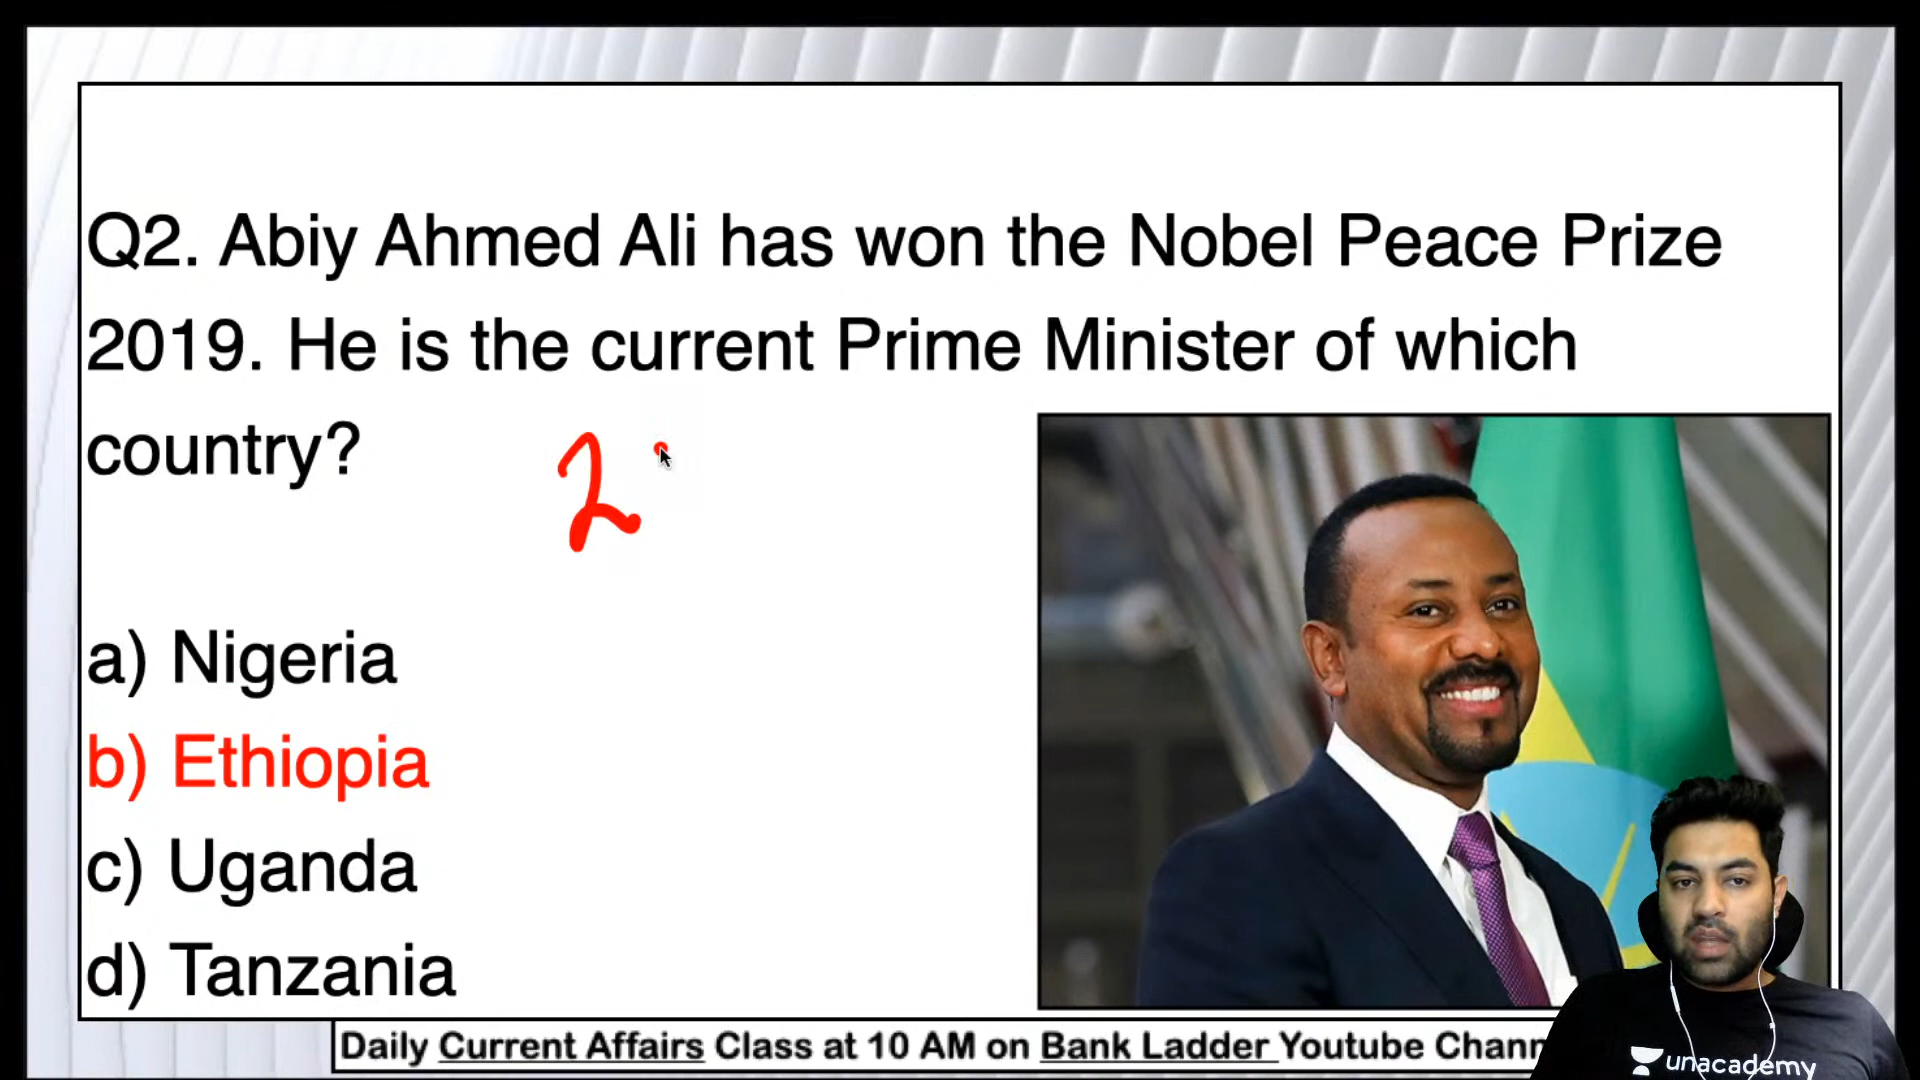 Q2. Abiy Ahmed Ali has won the Nobel Peace Prize
2019. He is the current Prime Minister of which
country?
2
a) Nigeria
b) Ethiopia
c) Uganda
d) Tanzania
Daily Current Affairs Class at 10 AM on Bank Ladder Youtube Chann
unacademy